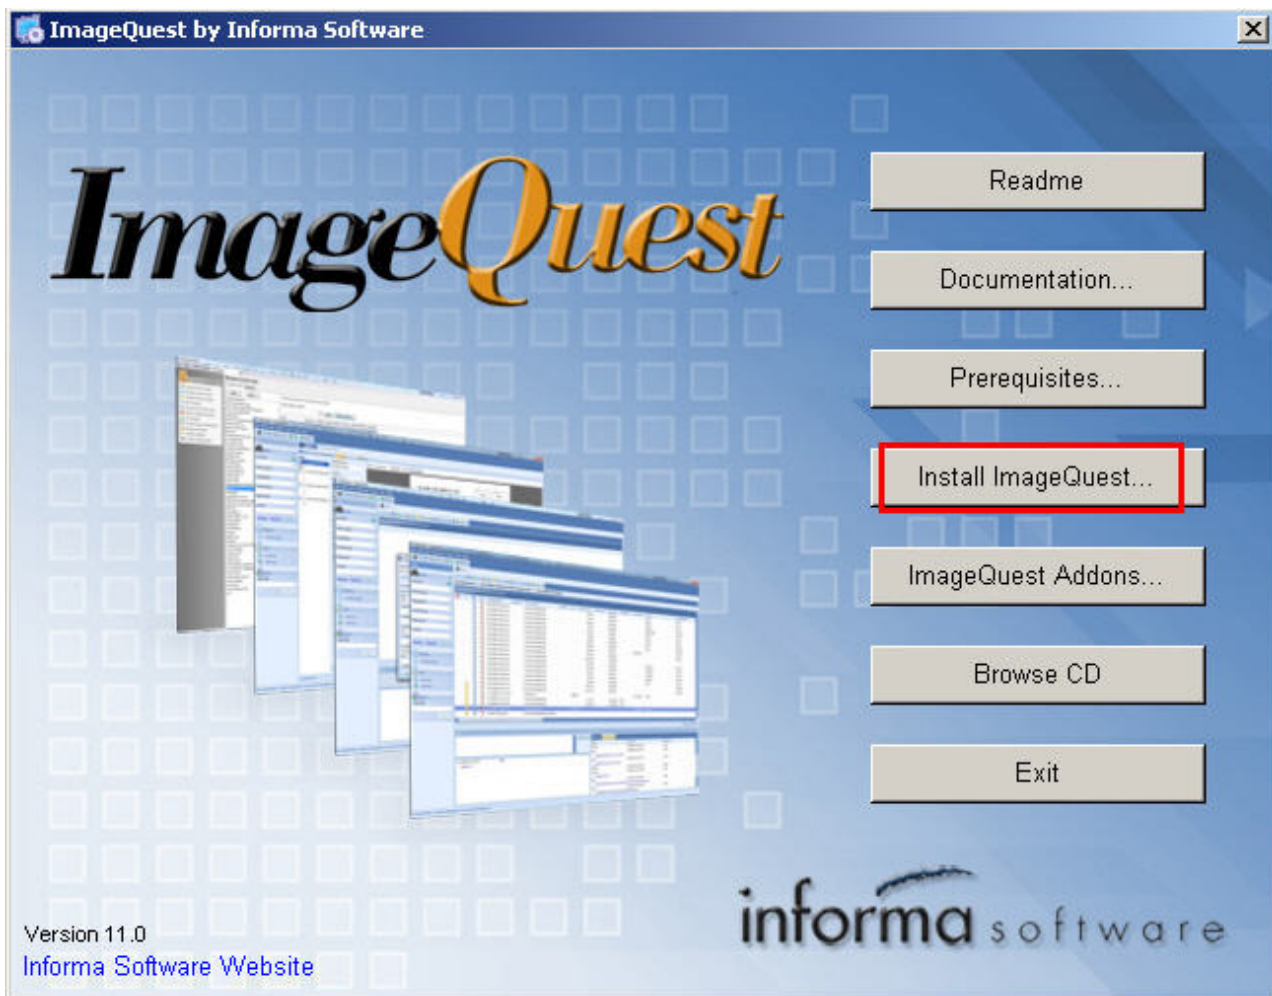 ImageQuest by Informa Software
ImageQuest
Readme
Documentation...
Prerequisites...
Install ImageQuest...
ImageQuest Addons...
Browse CD
Exit
informa software
Version 11.0
Informa Software Website